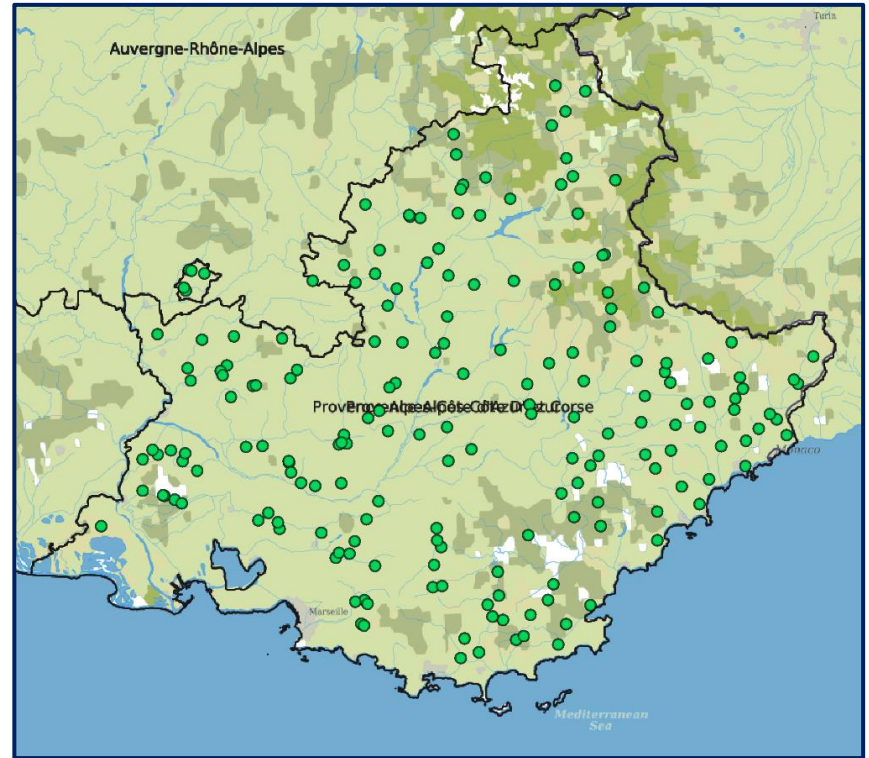 Turin
Auvergne-Rhône-Alpes
Monaco
Marseille
Mediterranean
Sea